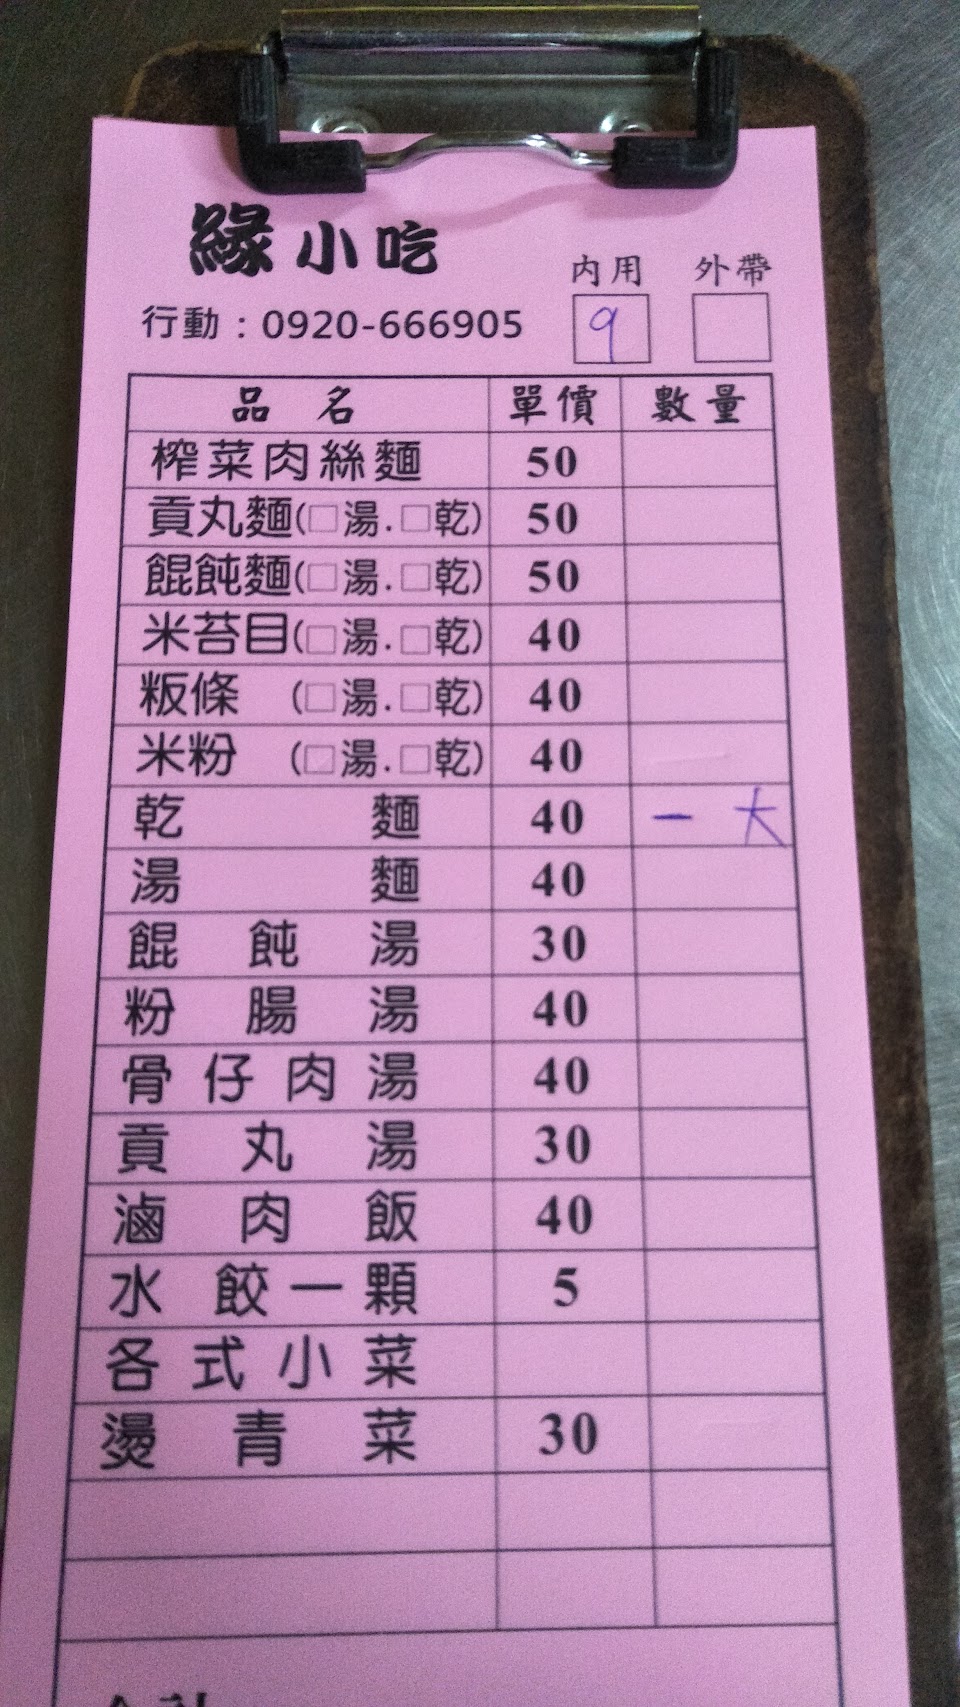 緣小吃
內用 外帶
行動：0920-666905 9
品名 單價 數量
榨菜肉絲麵 50
貢丸麵(□湯.□乾) 50
餛飩麵(□湯.□乾) 50
米苔目(□湯.□乾) 40
粄條 (□湯.□乾) 40
米粉 (□湯.□乾) 40
乾麵 40 一 大
湯麵 40
餛飩湯 30
粉腸湯 40
骨仔肉湯 40
貢丸湯 30
滷肉飯 40
水餃一顆 5
各式小菜
燙青菜 30